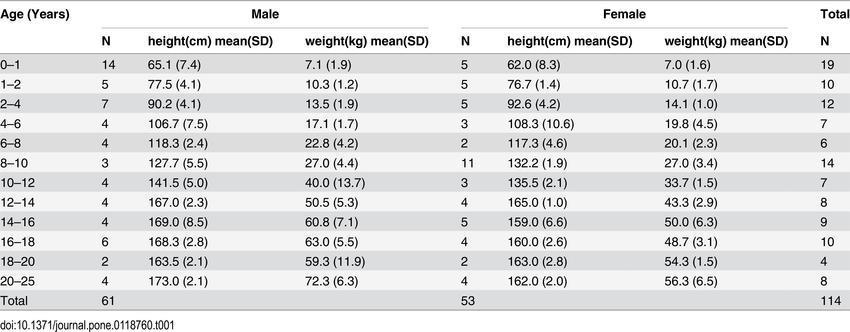 Age (Years) Male Female Total
N height(cm) mean(SD) weight(kg) mean(SD) N height(cm) mean(SD) weight(kg) mean(SD) N
0–1 14 65.1 (7.4) 7.1 (1.9) 5 62.0 (8.3) 7.0 (1.6) 19
1–2 5 77.5 (4.1) 10.3 (1.2) 5 76.7 (1.4) 10.7 (1.7) 10
2–4 7 90.2 (4.1) 13.5 (1.9) 5 92.6 (4.2) 14.1 (1.0) 12
4–6 4 106.7 (7.5) 17.1 (1.7) 3 108.3 (10.6) 19.8 (4.5) 7
6–8 4 118.3 (2.4) 22.8 (4.2) 2 117.3 (4.6) 20.1 (2.3) 6
8–10 3 127.7 (5.5) 27.0 (4.4) 11 132.2 (1.9) 27.0 (3.4) 14
10–12 4 141.5 (5.0) 40.0 (13.7) 3 135.5 (2.1) 33.7 (1.5) 7
12–14 4 167.0 (2.3) 50.5 (5.3) 4 165.0 (1.0) 43.3 (2.9) 8
14–16 4 169.0 (8.5) 60.8 (7.1) 5 159.0 (6.6) 50.0 (6.3) 9
16–18 6 168.3 (2.8) 63.0 (5.5) 4 160.0 (2.6) 48.7 (3.1) 10
18–20 2 163.5 (2.1) 59.3 (11.9) 2 163.0 (2.8) 54.3 (1.5) 4
20–25 4 173.0 (2.1) 72.3 (6.3) 4 162.0 (2.0) 56.3 (6.5) 8
Total 61 53 114
doi:10.1371/journal.pone.0118760.t001